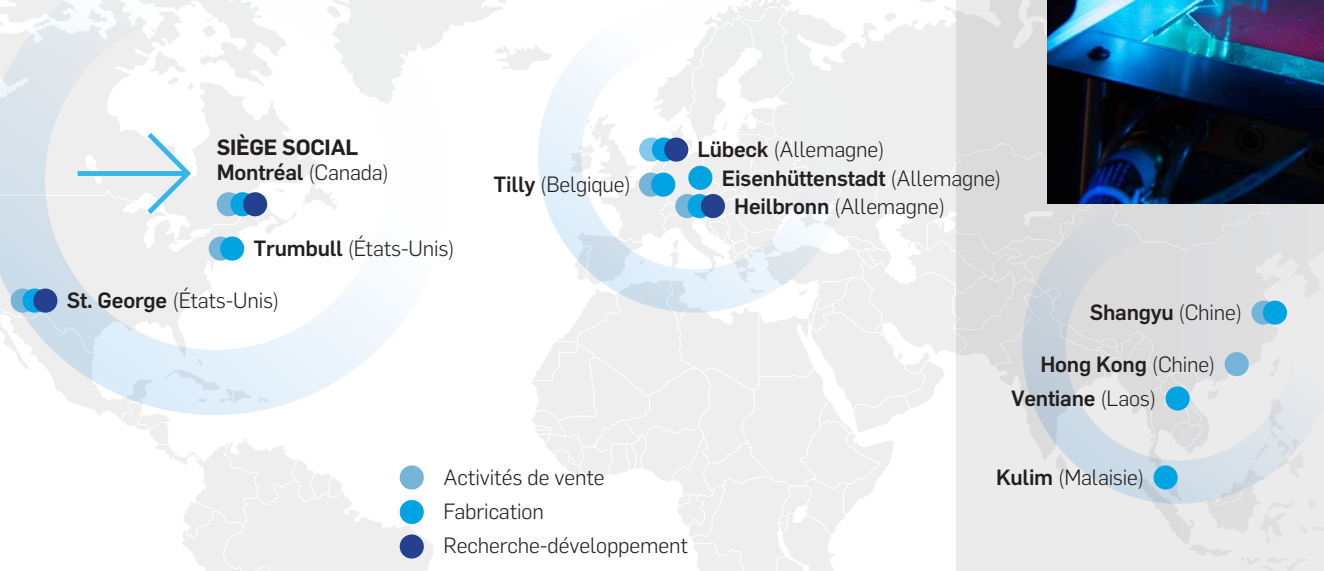 SIÈGE SOCIAL
Montréal (Canada)
Trumbull (États-Unis)
St. George (États-Unis)
Lübeck (Allemagne)
Tilly (Belgique)
Eisenhüttenstadt (Allemagne)
Heilbronn (Allemagne)
Shangyu (Chine)
Hong Kong (Chine)
Ventiane (Laos)
Kulim (Malaisie)
Activités de vente
Fabrication
Recherche-développement